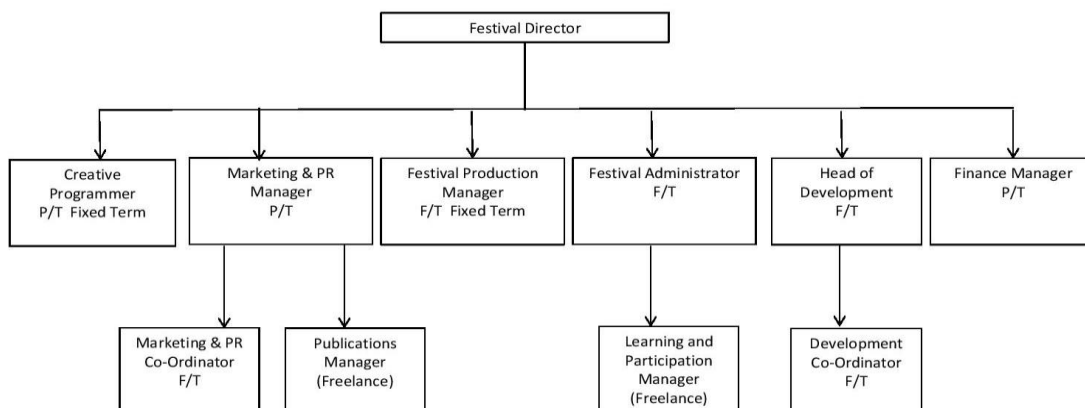 Festival Director
Creative
Programmer
P/T  Fixed Term
Marketing & PR
Manager
P/T
Festival Production
Manager
F/T  Fixed Term
Festival Administrator
F/T
Head of
Development
F/T
Finance Manager
P/T
Marketing & PR
Co-Ordinator
F/T
Publications
Manager
(Freelance)
Learning and
Participation
Manager
(Freelance)
Development
Co-Ordinator
F/T